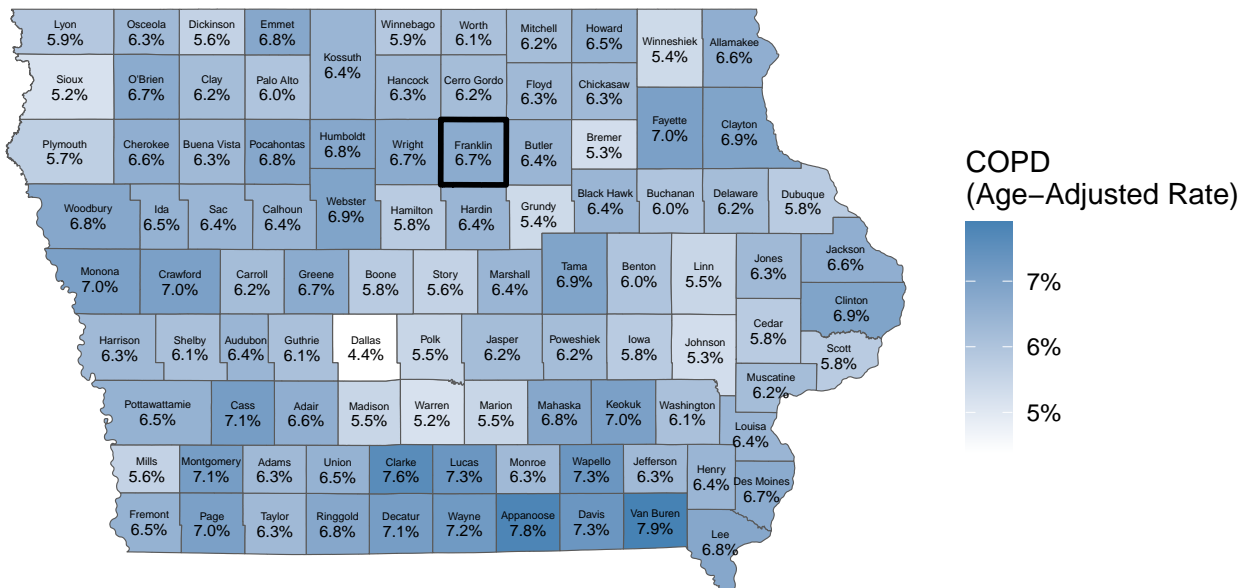 Lyon
5.9%
Osceola
6.3%
Dickinson
5.6%
Emmet
6.8%
Kossuth
6.4%
Winnebago
5.9%
Worth
6.1%
Mitchell
6.2%
Howard
6.5%
Winneshiek
5.4%
Allamakee
6.6%
Sioux
5.2%
O'Brien
6.7%
Clay
6.2%
Palo Alto
6.0%
Hancock
6.3%
Cerro Gordo
6.2%
Floyd
6.3%
Chickasaw
6.3%
Fayette
7.0%
Clayton
6.9%
Plymouth
5.7%
Cherokee
6.6%
Buena Vista
6.3%
Pocahontas
6.8%
Humboldt
6.8%
Wright
6.7%
Franklin
6.7%
Butler
6.4%
Bremer
5.3%
Woodbury
6.8%
Ida
6.5%
Sac
6.4%
Calhoun
6.4%
Webster
6.9%
Hamilton
5.8%
Hardin
6.4%
Grundy
5.4%
Black Hawk
6.4%
Buchanan
6.0%
Delaware
6.2%
Dubuque
5.8%
Monona
7.0%
Crawford
7.0%
Carroll
6.2%
Greene
6.7%
Boone
5.8%
Story
5.6%
Marshall
6.4%
Tama
6.9%
Benton
6.0%
Linn
5.5%
Jones
6.3%
Jackson
6.6%
Clinton
6.9%
Harrison
6.3%
Shelby
6.1%
Audubon
6.4%
Guthrie
6.1%
Dallas
4.4%
Polk
5.5%
Jasper
6.2%
Poweshiek
6.2%
Iowa
5.8%
Johnson
5.3%
Cedar
5.8%
Scott
5.8%
Muscatine
6.2%
Pottawattamie
6.5%
Cass
7.1%
Adair
6.6%
Madison
5.5%
Warren
5.2%
Marion
5.5%
Mahaska
6.8%
Keokuk
7.0%
Washington
6.1%
Louisa
6.4%
Mills
5.6%
Montgomery
7.1%
Adams
6.3%
Union
6.5%
Clarke
7.6%
Lucas
7.3%
Monroe
6.3%
Wapello
7.3%
Jefferson
6.3%
Henry
6.4%
Des Moines
6.7%
Fremont
6.5%
Page
7.0%
Taylor
6.3%
Ringgold
6.8%
Decatur
7.1%
Wayne
7.2%
Appanoose
7.8%
Davis
7.3%
Van Buren
7.9%
Lee
6.8%
COPD
(Age−Adjusted Rate)
7%
6%
5%